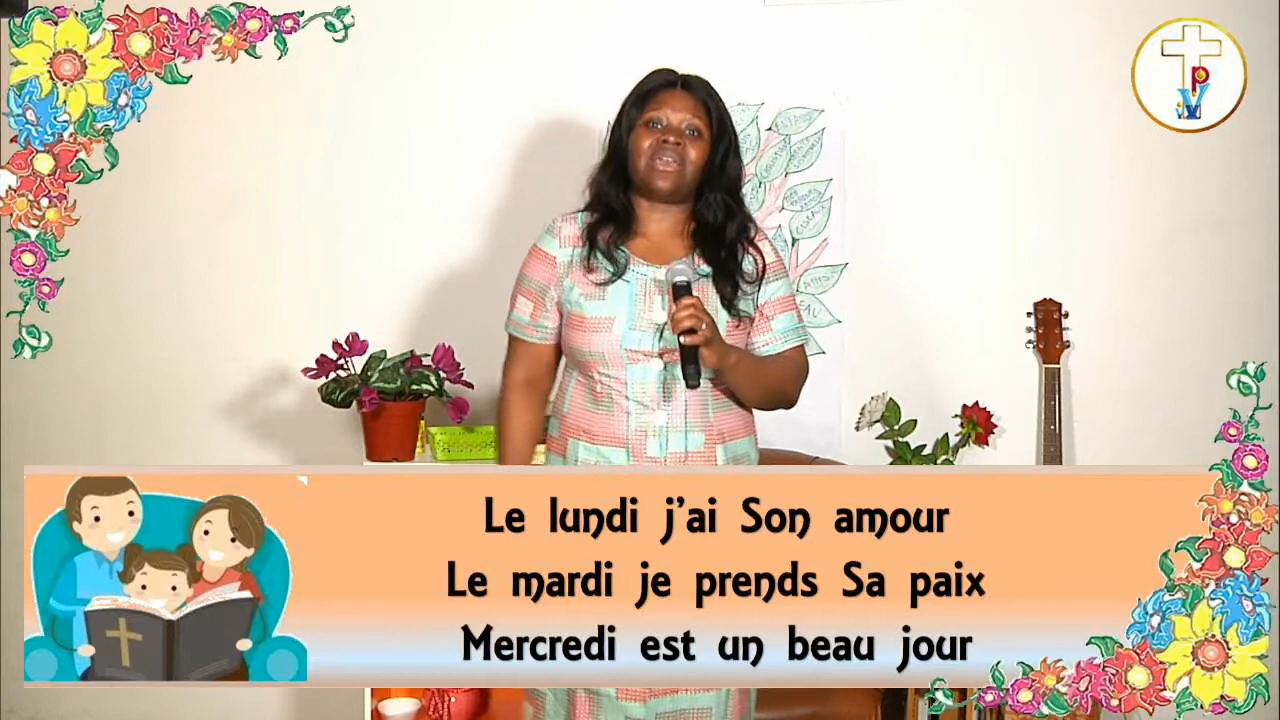 Le lundi j'ai Son amour
Le mardi je prends Sa paix
Mercredi est un beau jour